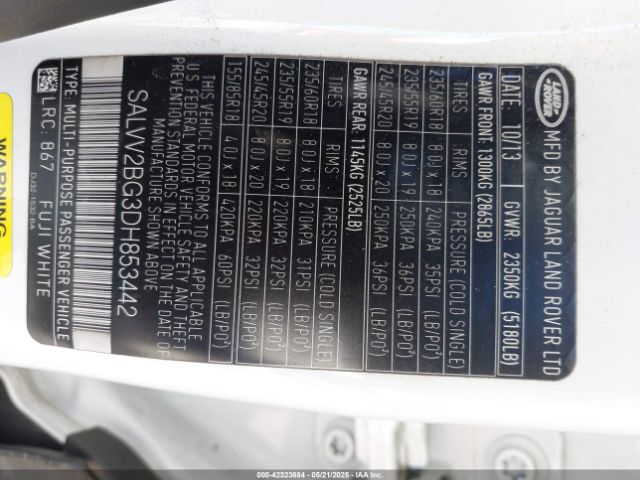 LAND-
ROVER
MFD BY JAGUAR LAND ROVER LTD
10/13 GVWR: 2350KG (5180LB)
GAWR FRONT: 1300KG (2865LB)
TIRES RIMS PRESSURE (COLD SINGLE)
235/60R18 8.0J x 18 240KPA 35PSI (LB/PO²)
235/55R19 8.0J x 19 250KPA 36PSI (LB/PO²)
245/45R20 8.0J x 20 250KPA 36PSI (LB/PO²)
GAWR REAR: 1145KG (2525LB)
TIRES RIMS PRESSURE (COLD SINGLE)
235/60R18 8.0J x 18 210KPA 31PSI (LB/PO²)
235/55R19 8.0J x 19 220KPA 32PSI (LB/PO²)
245/45R20 8.0J x 20 220KPA 32PSI (LB/PO²)
155/85R18 4.0J x 18 420KPA 60PSI (LB/PO²)
THIS VEHICLE CONFORMS TO ALL APPLICABLE
U.S FEDERAL MOTOR VEHICLE SAFETY AND THEFT
PREVENTION STANDARDS IN EFFECT ON THE DATE OF
MANUFACTURE SHOWN ABOVE
SALVV2BG3DH853442
TYPE: MULTI-PURPOSE PASSENGER VEHICLE
LRC: 867 FUJI WHITE
DJ32-1532-BA
WARNING
000-42323684 - 05/21/2025 - IAA HOLDINGS, LLC